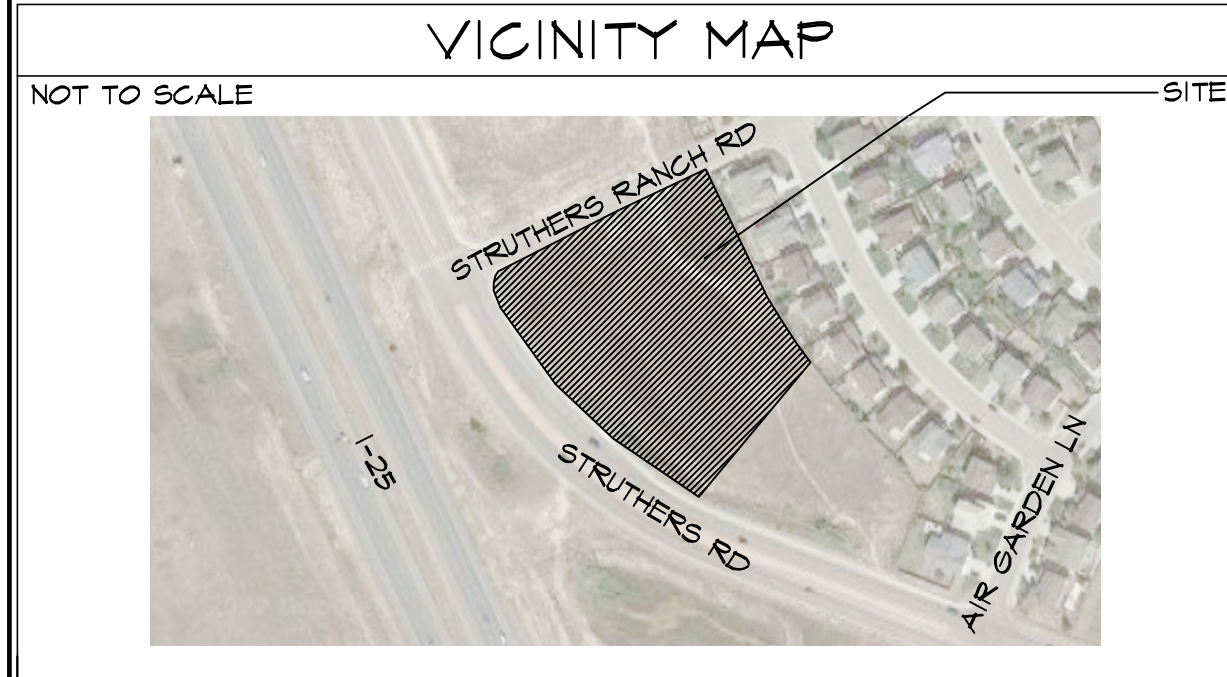 VICINITY MAP
NOT TO SCALE
SITE
STRUTHERS RANCH RD
I-25
STRUTHERS RD
AIR GARDEN LN